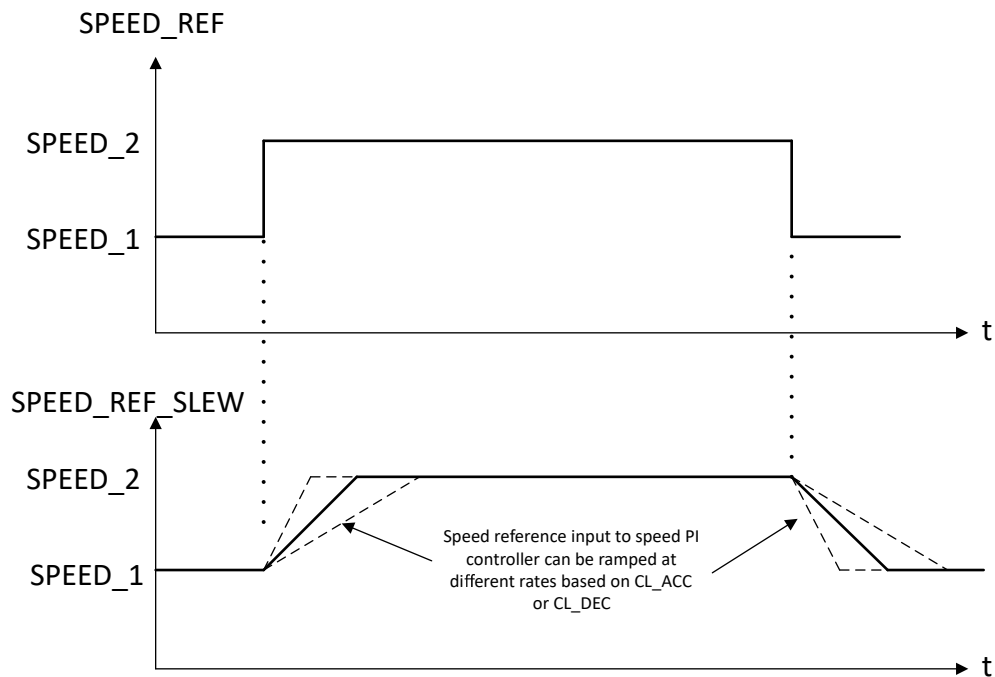 SPEED_REF
SPEED_2
SPEED_1
t
SPEED_REF_SLEW
SPEED_2
SPEED_1
Speed reference input to speed PI
controller can be ramped at
different rates based on CL_ACC
or CL_DEC
t